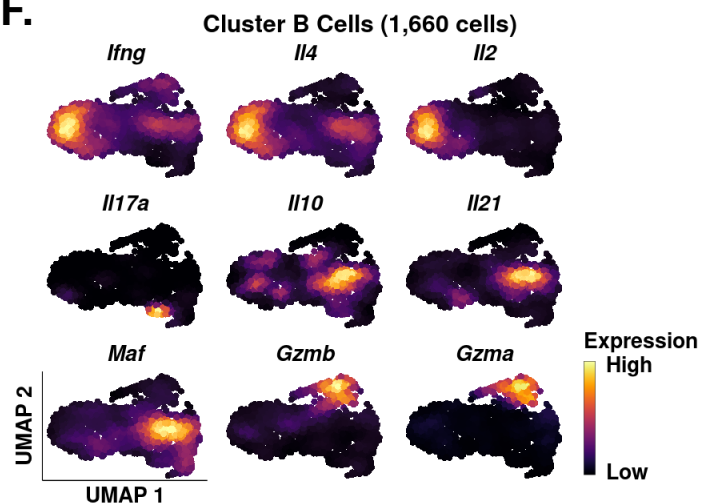 F.
Cluster B Cells (1,660 cells)
Ifng Il4 Il2
Il17a Il10 Il21
Maf Gzmb Gzma
Expression
High
Low
UMAP 2
UMAP 1